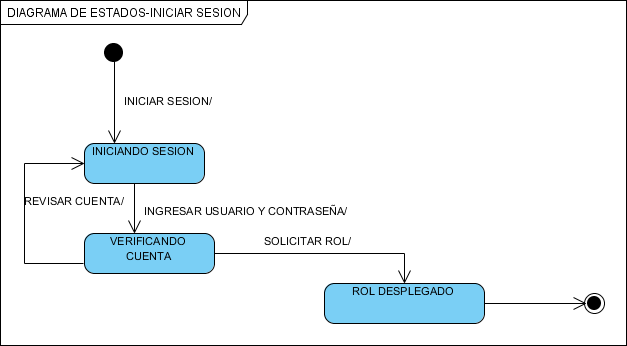 DIAGRAMA DE ESTADOS-INICIAR SESION
INICIAR SESION/
INICIANDO SESION
REVISAR CUENTA/
INGRESAR USUARIO Y CONTRASEÑA/
VERIFICANDO
CUENTA
SOLICITAR ROL/
ROL DESPLEGADO